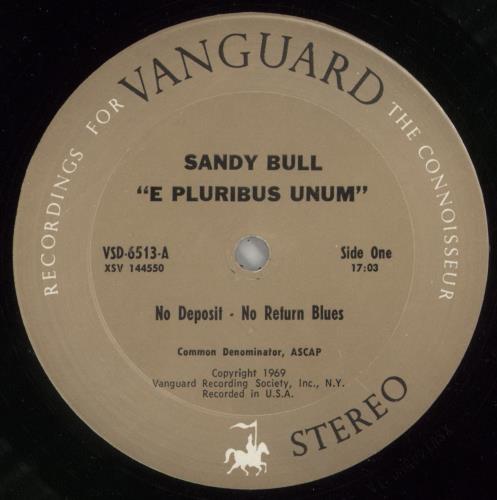 VANGUARD
RECORDINGS FOR THE CONNOISSEUR
SANDY BULL
"E PLURIBUS UNUM"
VSD-6513-A Side One
XSV 144550 17:03
No Deposit - No Return Blues
Common Denominator, ASCAP
Copyright 1969
Vanguard Recording Society, Inc., N.Y.
Recorded in U.S.A.
STEREO